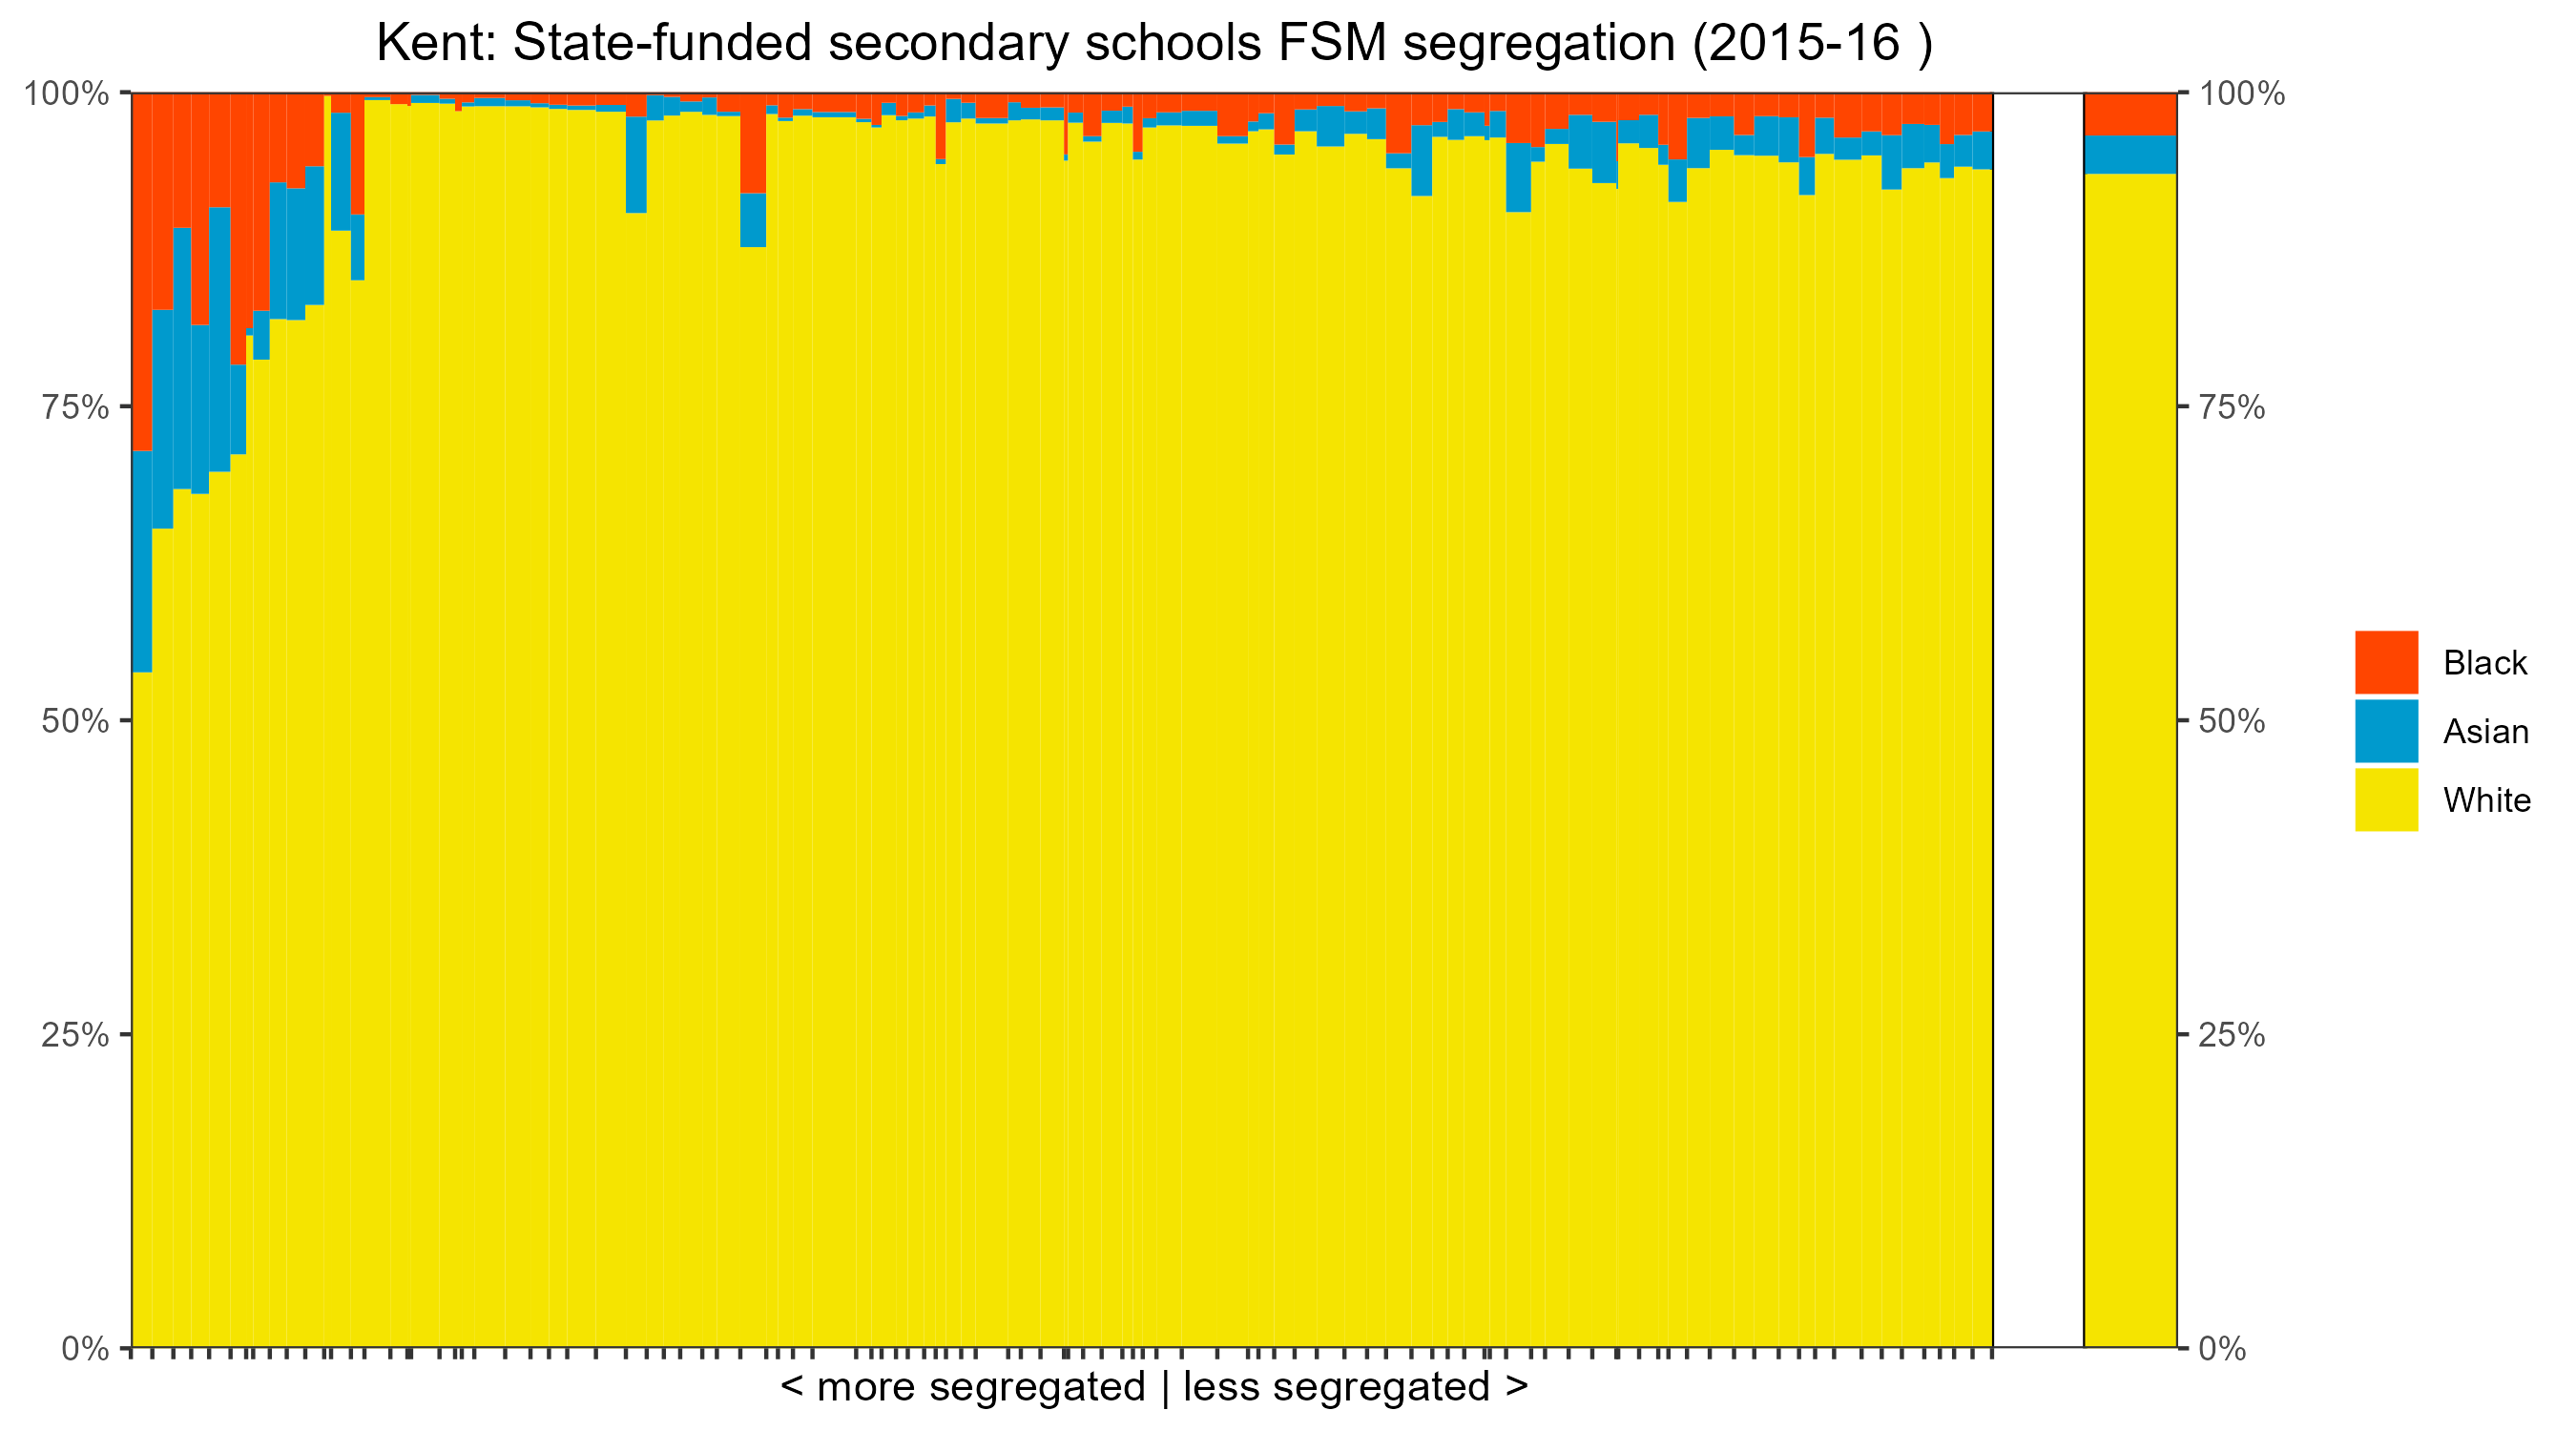 Kent: State-funded secondary schools FSM segregation (2015-16 )
100%
75%
50%
25%
0%
100%
75%
50%
25%
0%
< more segregated | less segregated >
Black
Asian
White